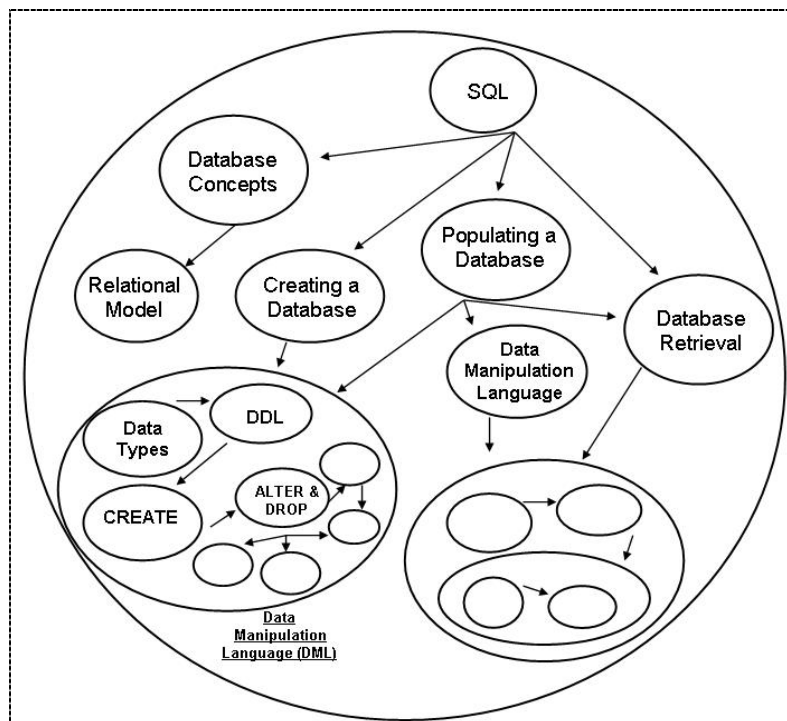 SQL
Database
Concepts
Populating a
Database
Relational
Model
Creating a
Database
Database
Retrieval
Data
Manipulation
Language
Data
Types
DDL
CREATE
ALTER &
DROP
Data
Manipulation
Language (DML)